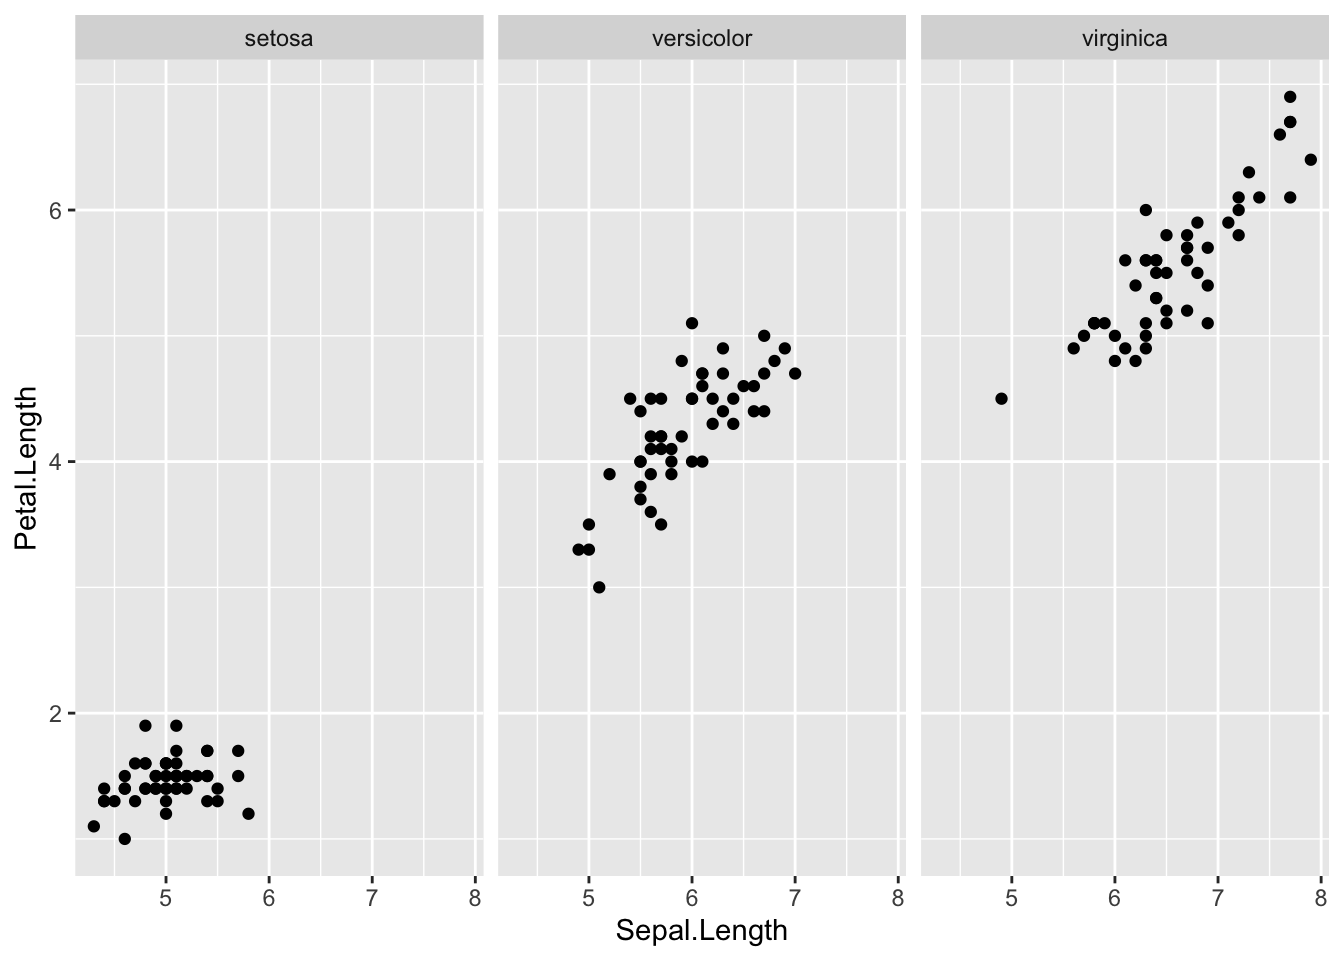 setosa versicolor virginica
6
4
2
Petal.Length
5 6 7 8 5 6 7 8 5 6 7 8
Sepal.Length